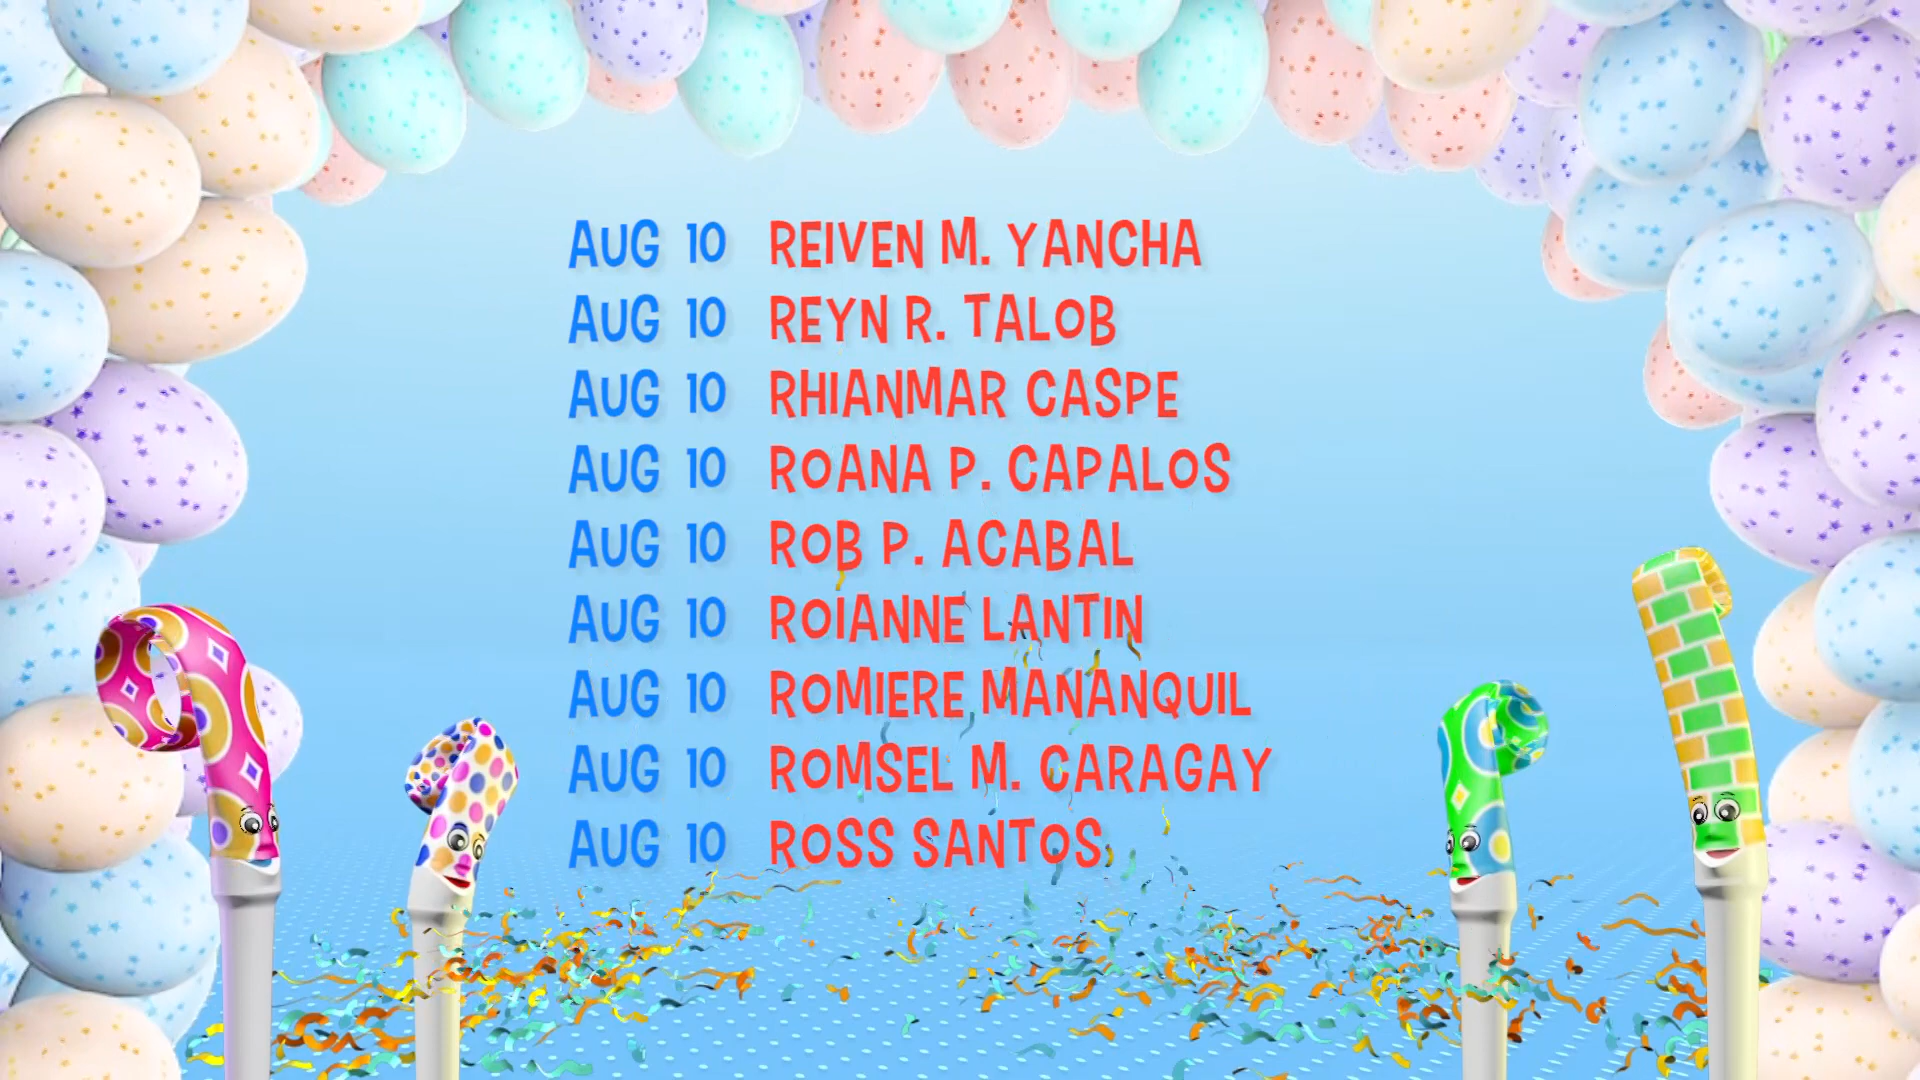 AUG 10 REIVEN M. YANCHA
AUG 10 REYN R. TALOB
AUG 10 RHIANMAR CASPE
AUG 10 ROANA P. CAPALOS
AUG 10 ROB P. ACABAL
AUG 10 ROIANNE LANTIN
AUG 10 ROMIERE MANANQUIL
AUG 10 ROMSEL M. CARAGAY
AUG 10 ROSS SANTOS